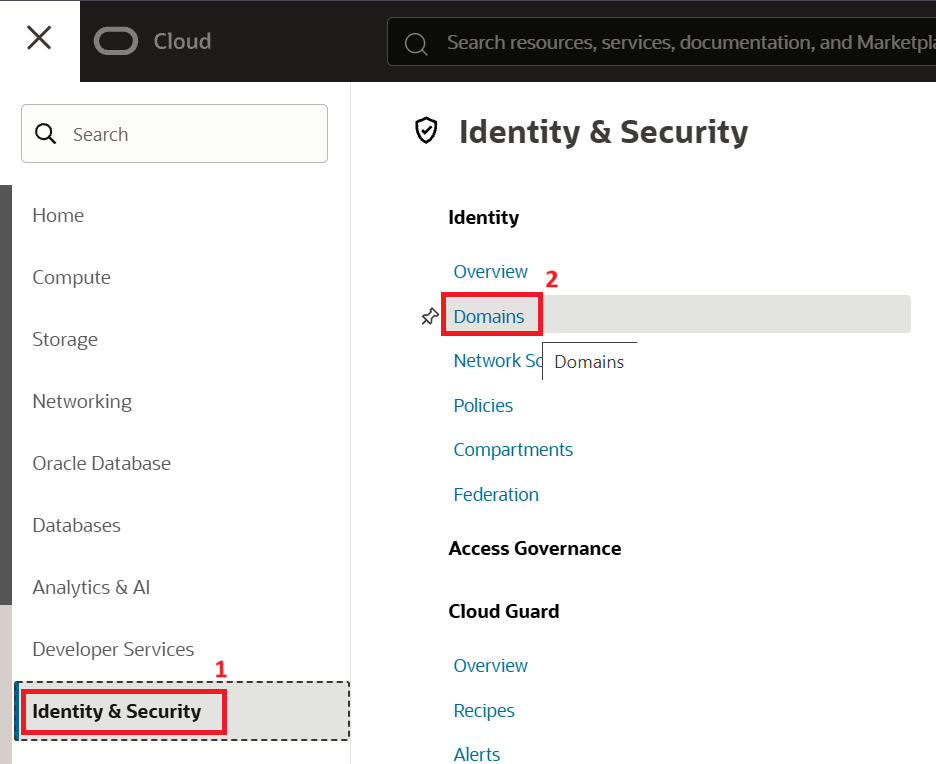 Cloud
Search resources, services, documentation, and Marketpla
Search
Home
Compute
Storage
Networking
Oracle Database
Databases
Analytics & AI
Developer Services
1
Identity & Security
Identity & Security
Identity
Overview
2
Domains
Network So
Domains
Policies
Compartments
Federation
Access Governance
Cloud Guard
Overview
Recipes
Alerts